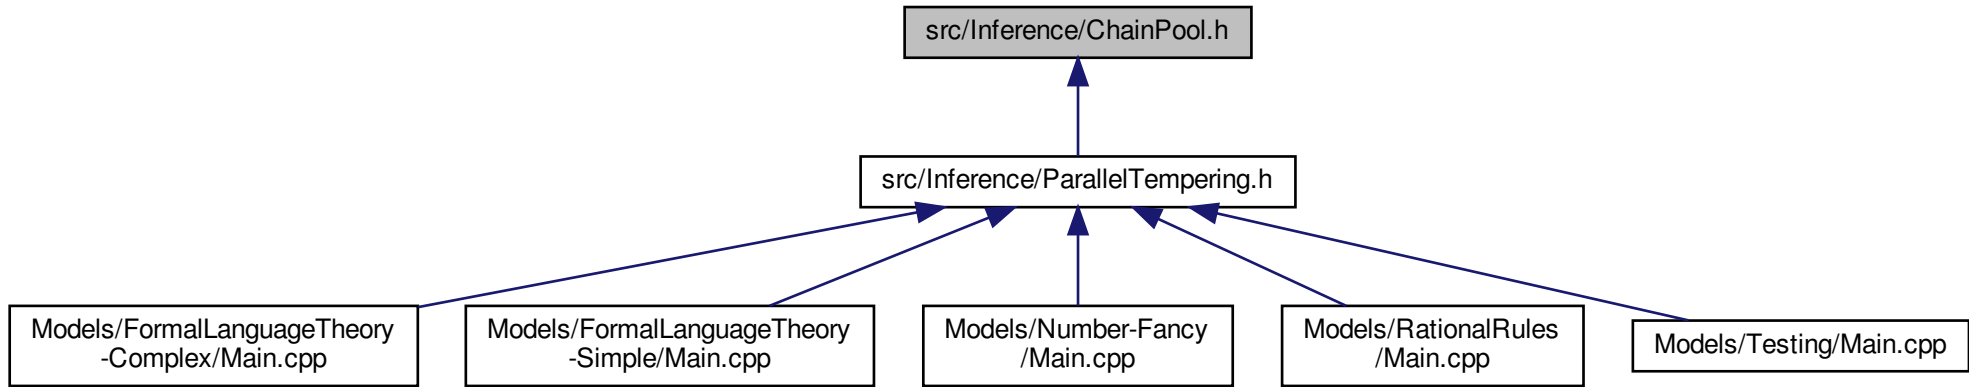 src/Inference/ChainPool.h
src/Inference/ParallelTempering.h
Models/FormalLanguageTheory
-Complex/Main.cpp
Models/FormalLanguageTheory
-Simple/Main.cpp
Models/Number-Fancy
/Main.cpp
Models/RationalRules
/Main.cpp
Models/Testing/Main.cpp